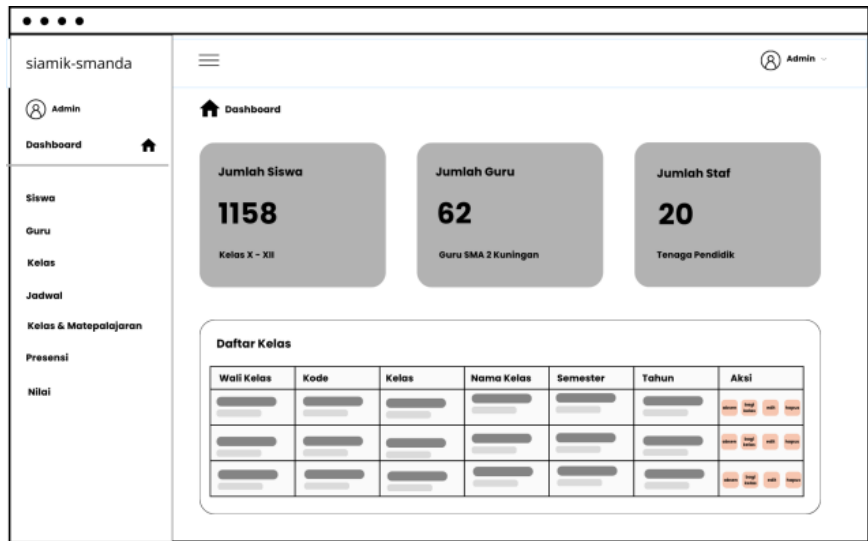 siamik-smanda
Admin
Admin
Dashboard
Dashboard
Siswa
Guru
Kelas
Jadwal
Kelas & Matepalajaran
Presensi
Nilai
Jumlah Siswa
1158
Kelas X - XII
Jumlah Guru
62
Guru SMA 2 Kuningan
Jumlah Staf
20
Tenaga Pendidik
Daftar Kelas
Wali Kelas Kode Kelas Nama Kelas Semester Tahun Aksi
absen bagi kelas edit hapus
absen bagi kelas edit hapus
absen bagi kelas edit hapus